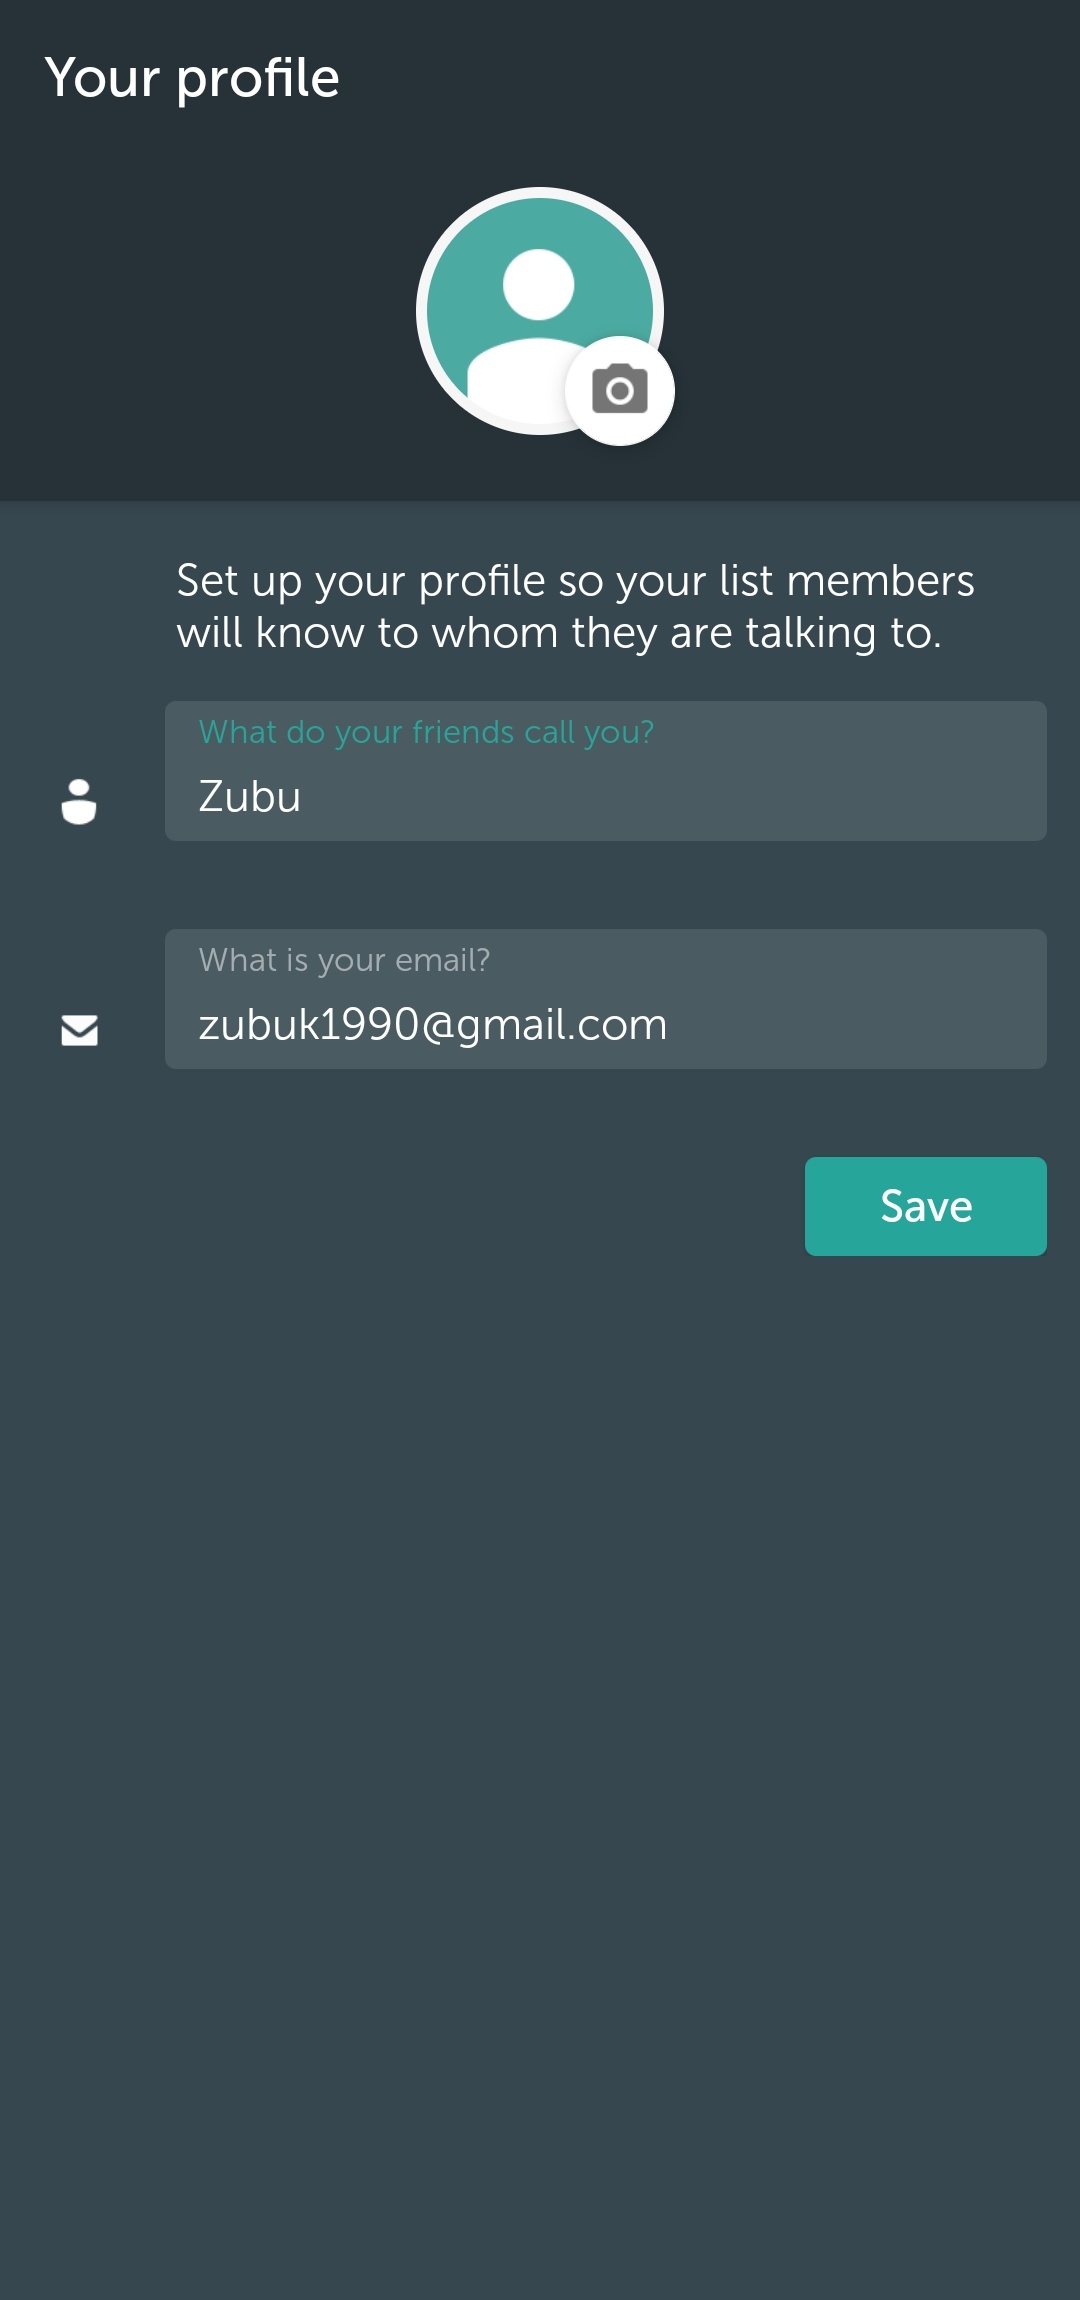 Your profile
Set up your profile so your list members
will know to whom they are talking to.
What do your friends call you?
Zubu
What is your email?
zubuk1990@gmail.com
Save